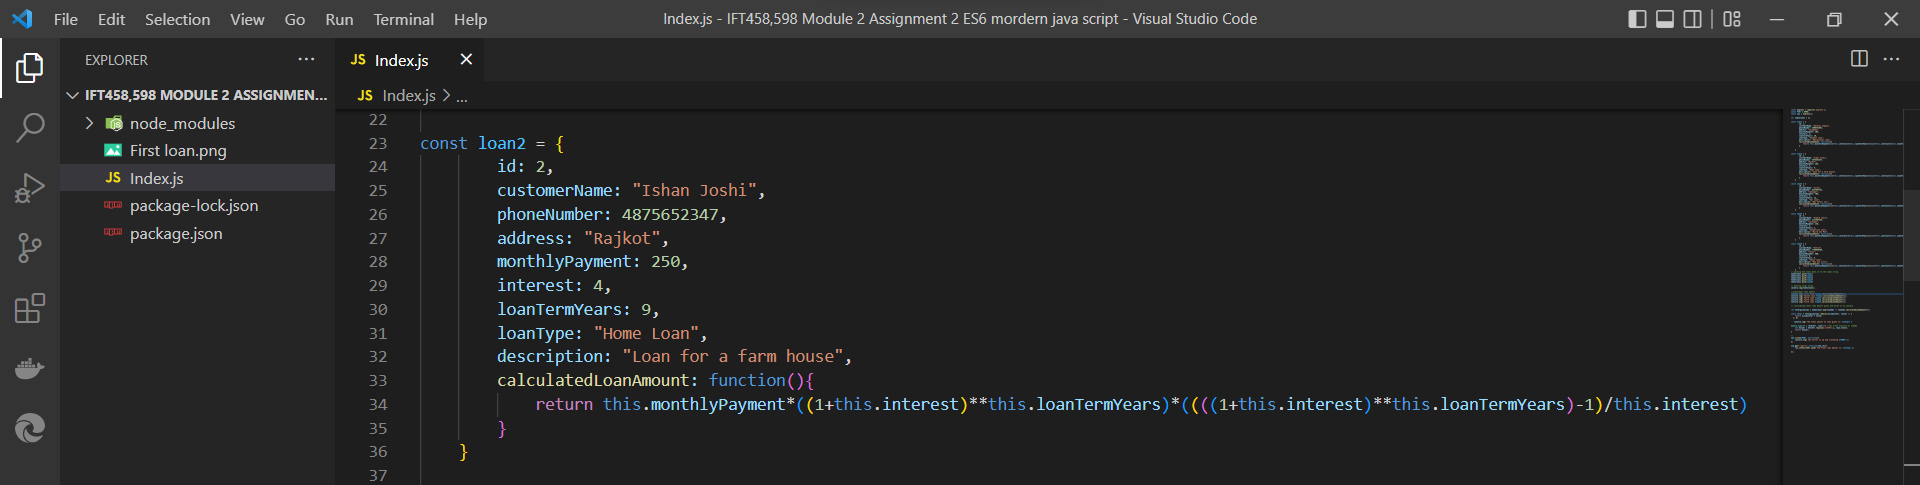 File Edit Selection View Go Run Terminal Help
Index.js - IFT458,598 Module 2 Assignment 2 ES6 mordern java script - Visual Studio Code
EXPLORER
IFT458,598 MODULE 2 ASSIGNMEN...
node_modules
First loan.png
JS Index.js
package-lock.json
package.json
JS Index.js
JS Index.js > ...
22
23 const loan2 = {
24 id: 2,
25 customerName: "Ishan Joshi",
26 phoneNumber: 4875652347,
27 address: "Rajkot",
28 monthlyPayment: 250,
29 interest: 4,
30 loanTermYears: 9,
31 loanType: "Home Loan",
32 description: "Loan for a farm house",
33 calculatedLoanAmount: function(){
34 return this.monthlyPayment*((1+this.interest)**this.loanTermYears)*((((1+this.interest)**this.loanTermYears)-1)/this.interest)
35 }
36 }
37